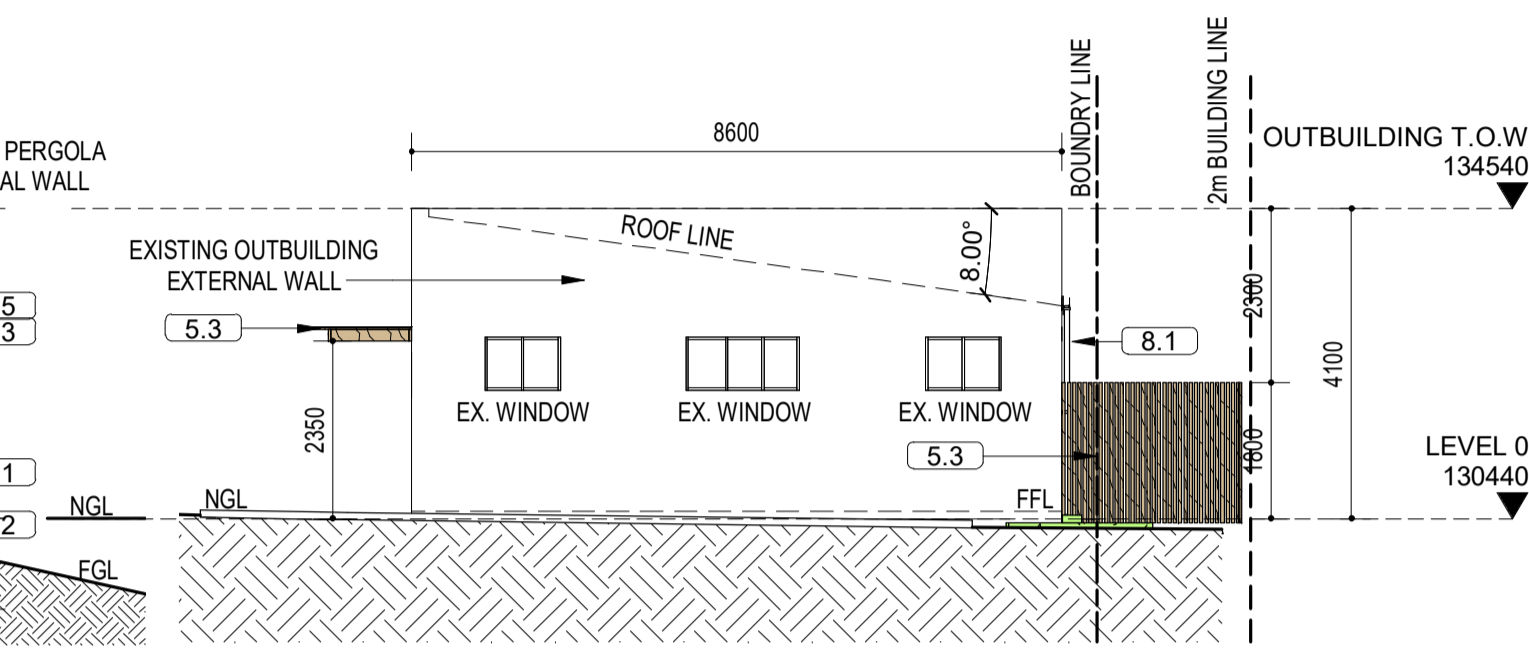 PERGOLA
AL WALL
5
3
1
2
NGL
FGL
8600
BOUNDRY LINE
2m BUILDING LINE
OUTBUILDING T.O.W
134540
ROOF LINE
8.00°
EXISTING OUTBUILDING
EXTERNAL WALL
5.3
8.1
2300
4100
2350
EX. WINDOW
EX. WINDOW
EX. WINDOW
5.3
1800
LEVEL 0
130440
NGL
FFL